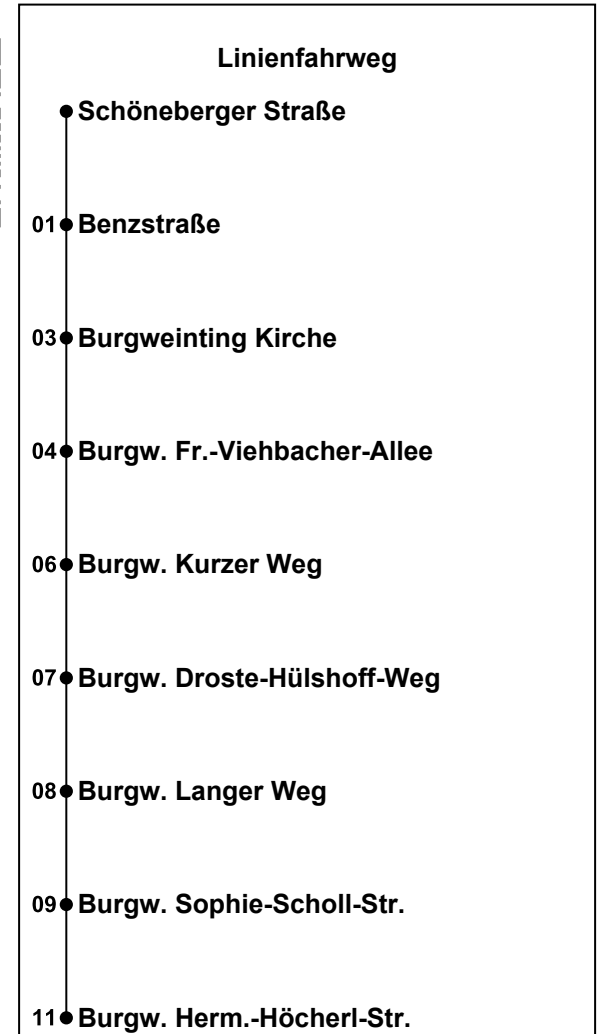 Linienfahrweg
Schöneberger Straße
01 Benzstraße
03 Burgweinting Kirche
04 Burgw. Fr.-Viehbacher-Allee
06 Burgw. Kurzer Weg
07 Burgw. Droste-Hülshoff-Weg
08 Burgw. Langer Weg
09 Burgw. Sophie-Scholl-Str.
11 Burgw. Herm.-Höcherl-Str.